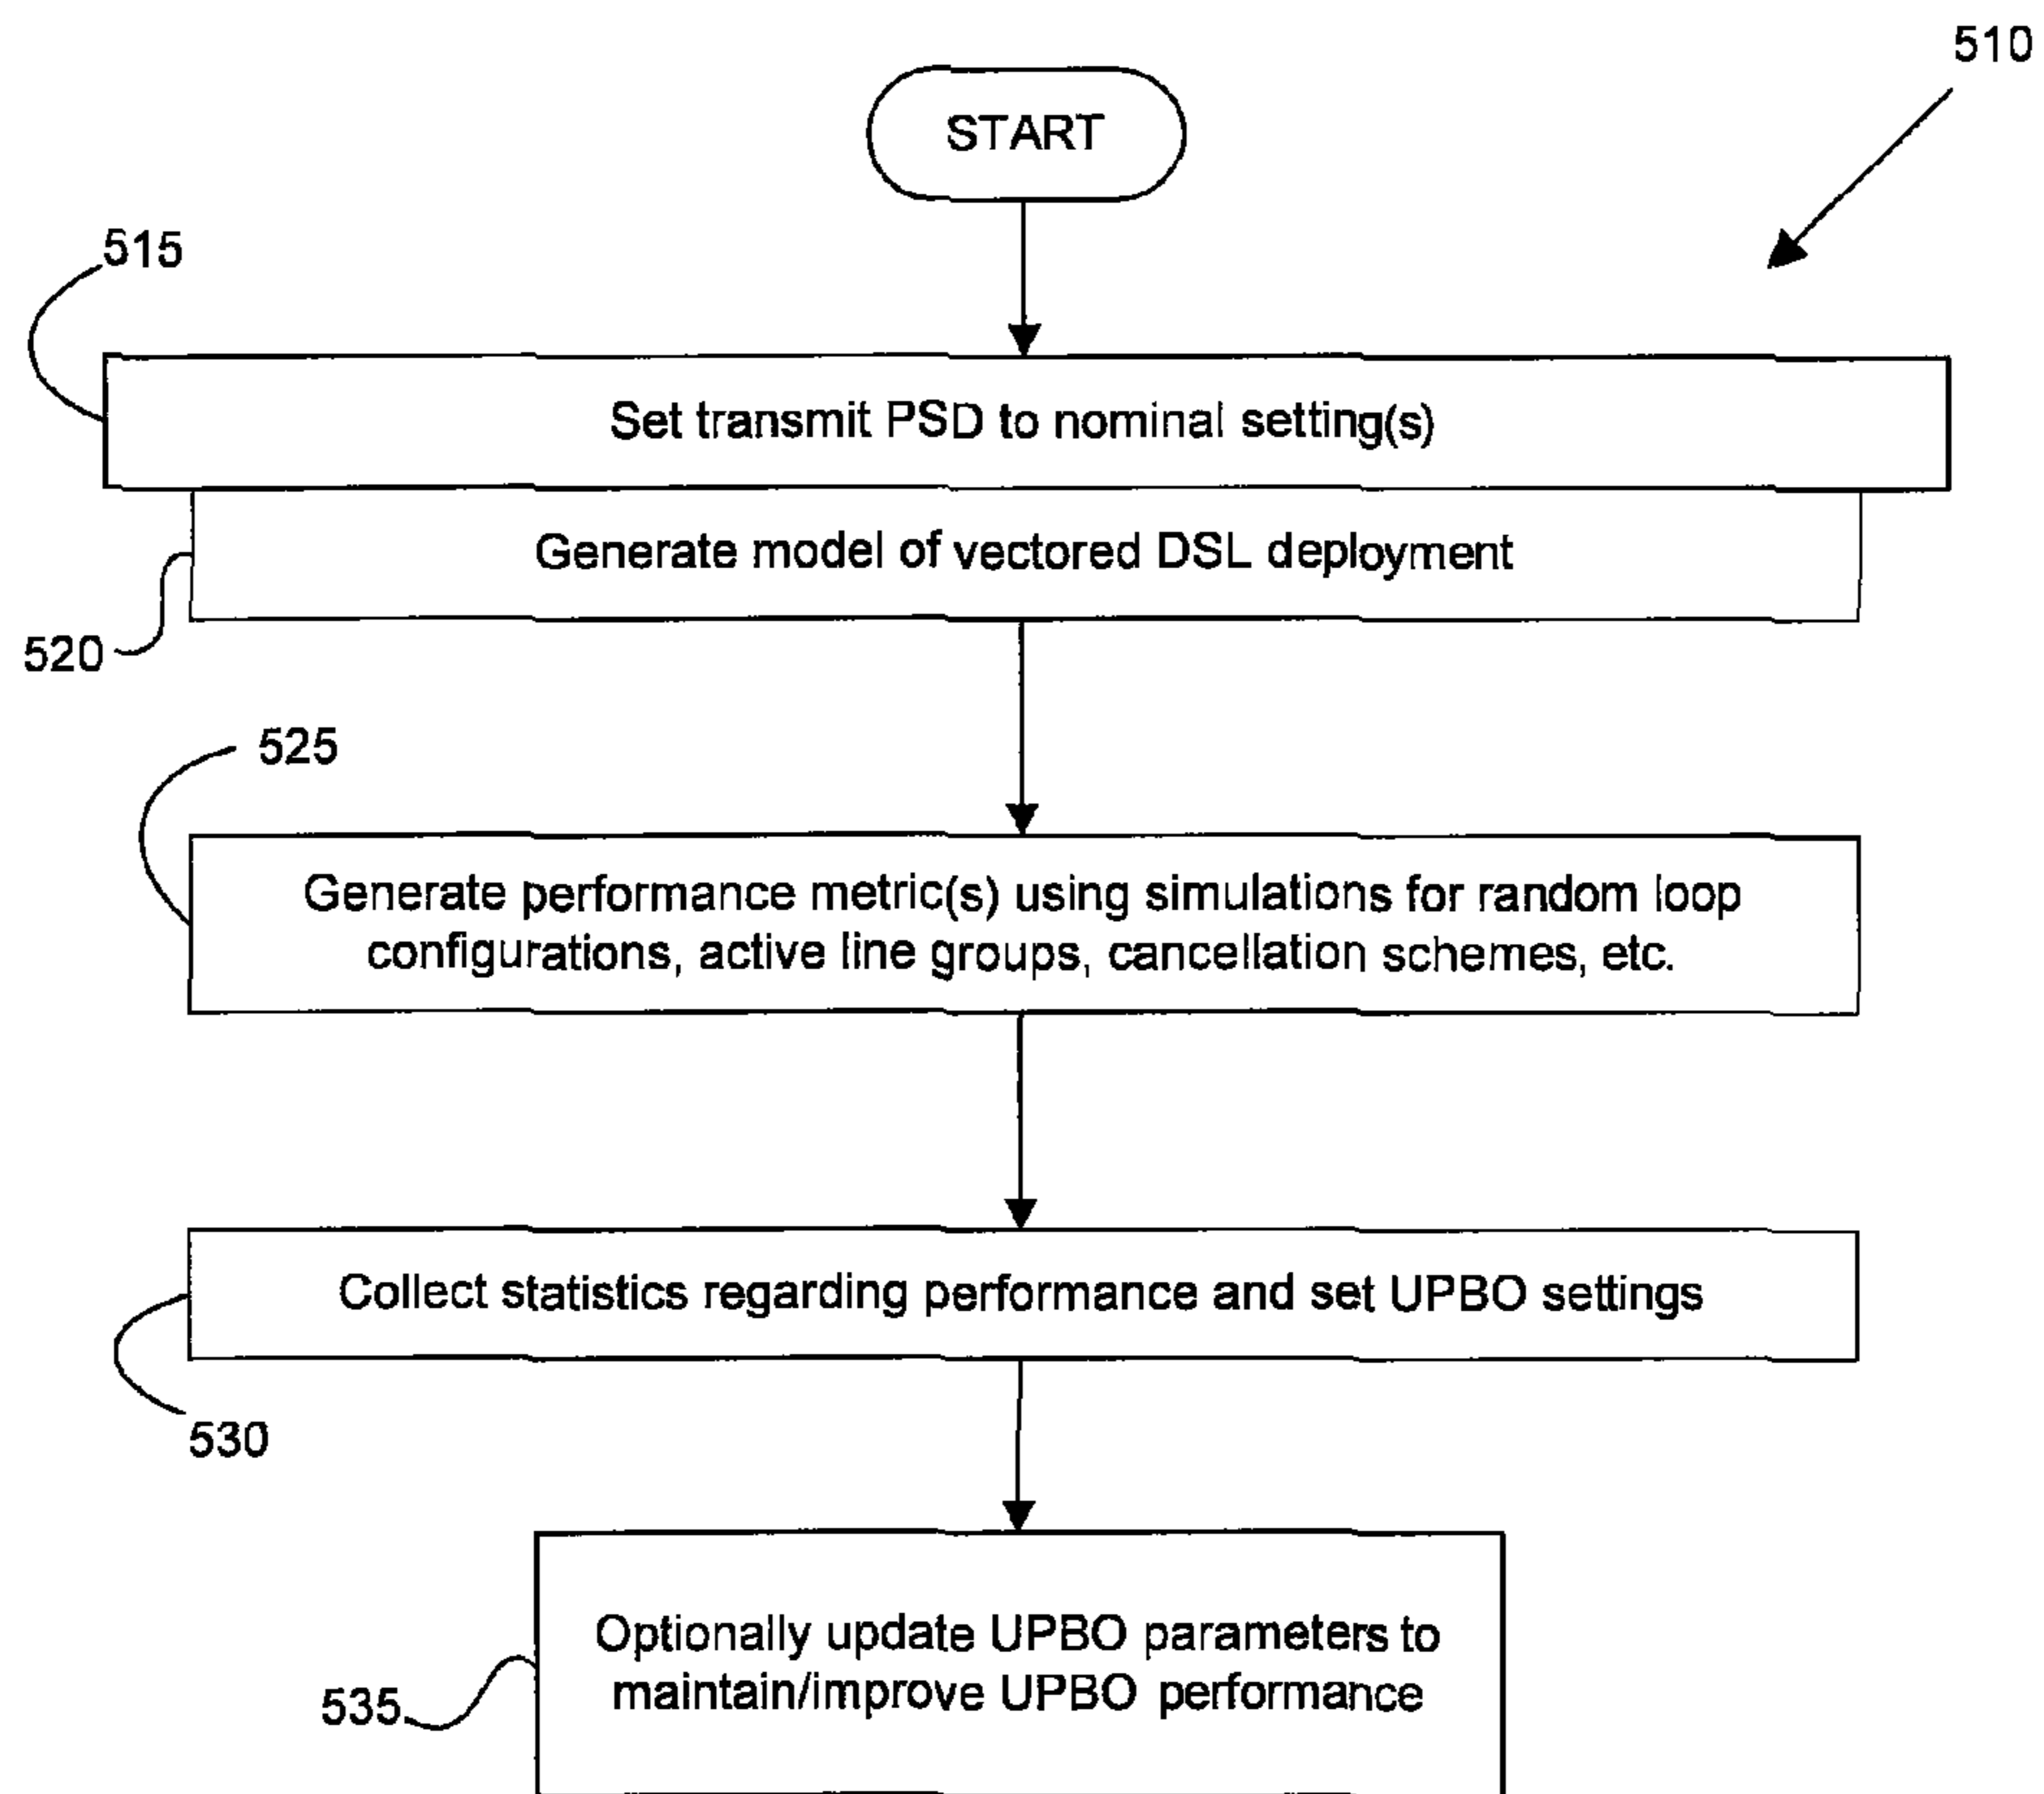 510
START
515
Set transmit PSD to nominal setting(s)
Generate model of vectored DSL deployment
520
525
Generate performance metric(s) using simulations for random loop
configurations, active line groups, cancellation schemes, etc.
Collect statistics regarding performance and set UPBO settings
530
Optionally update UPBO parameters to
maintain/improve UPBO performance
535